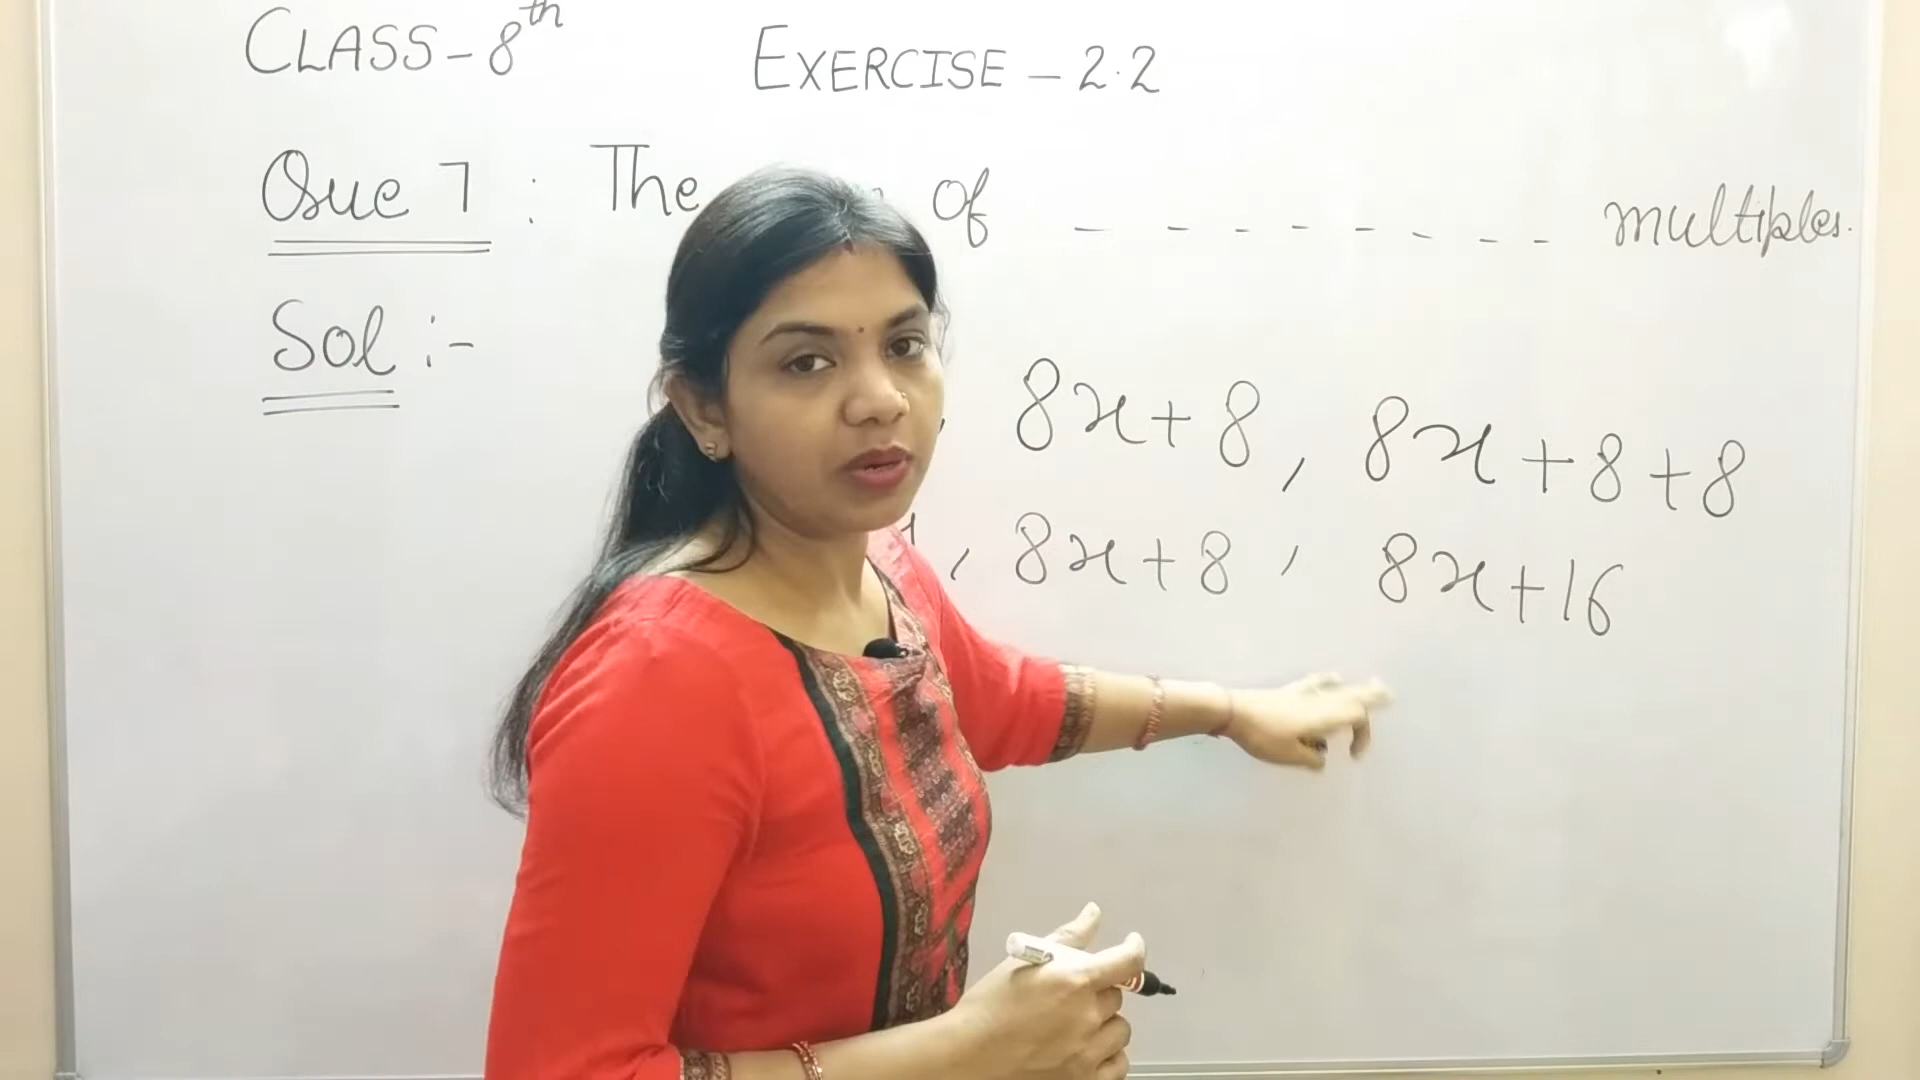 CLASS-8th EXERCISE-2.2
Que 7 : The of - - - - - - - - multiples.
Sol :-
8x+8, 8x+8+8
, 8x+8, 8x+16